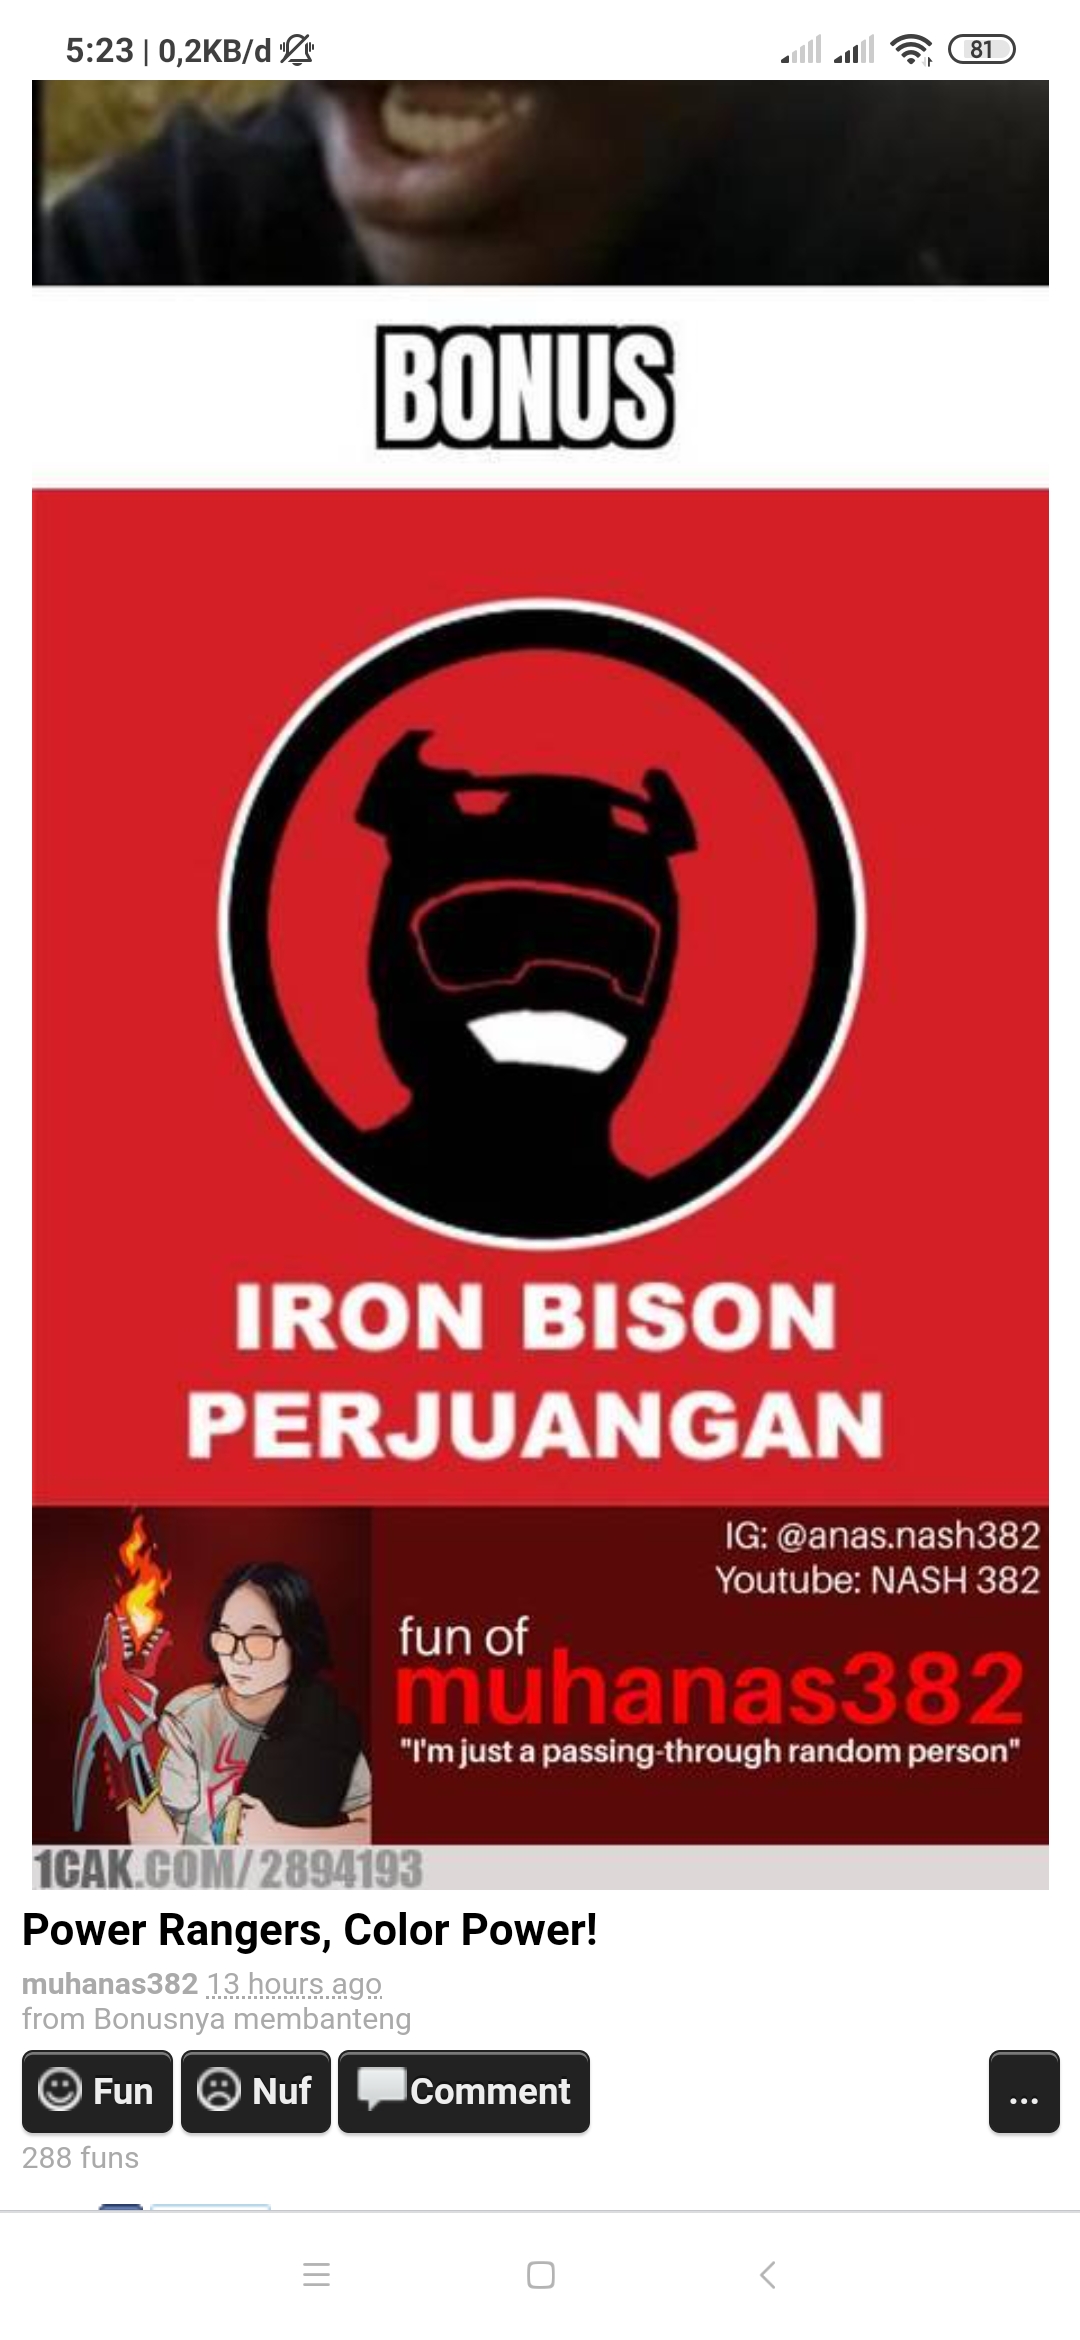 5:23 | 0,2KB/d
81
BONUS
IRON BISON
PERJUANGAN
IG: @anas.nash382
Youtube: NASH 382
fun of
muhanas382
"I'm just a passing-through random person"
1CAK.COM/2894193
Power Rangers, Color Power!
muhanas382 13 hours ago
from Bonusnya membanteng
Fun Nuf Comment ...
288 funs